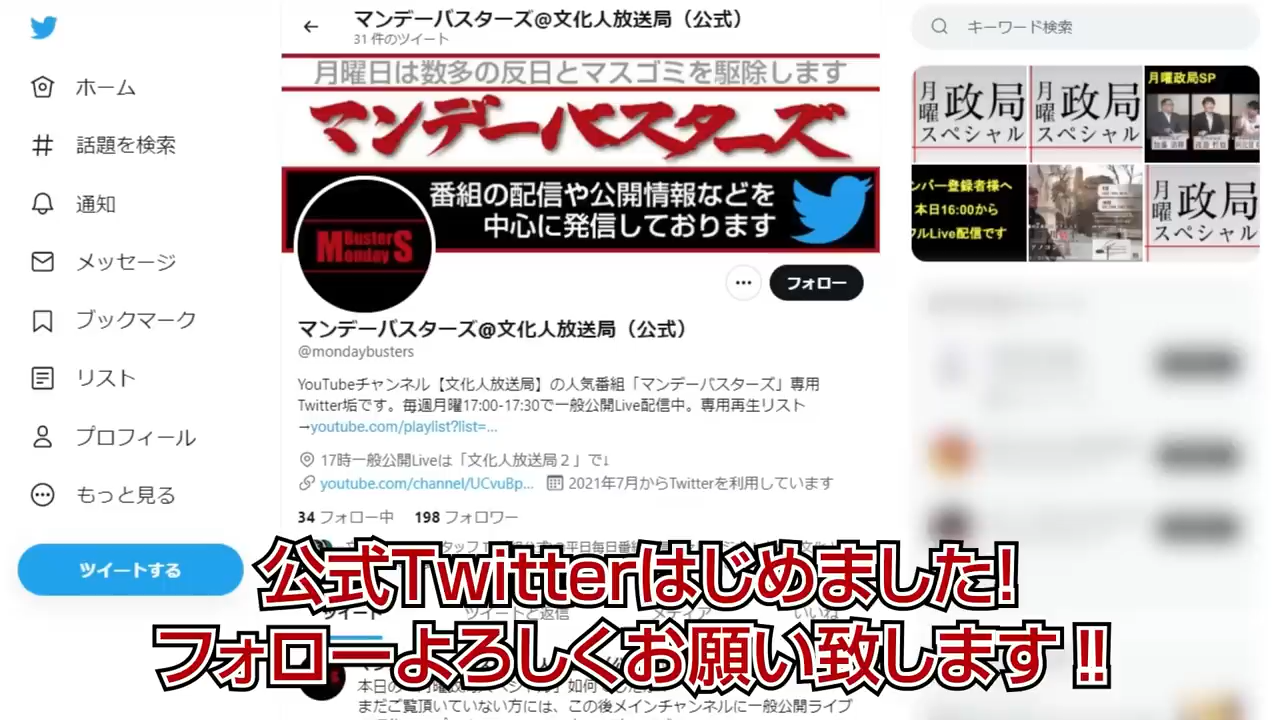 ホーム
話題を検索
通知
メッセージ
ブックマーク
リスト
プロフィール
もっと見る
ツイートする
マンデーバスターズ@文化人放送局（公式）
31 件のツイート
月曜日は数多の反日とマスゴミを駆除します
マンデーバスターズ
番組の配信や公開情報などを
中心に発信しております
BusterS
Monday
フォロー
マンデーバスターズ@文化人放送局（公式）
@mondaybusters
YouTubeチャンネル【文化人放送局】の人気番組「マンデーバスターズ」専用
Twitter垢です。毎週月曜17:00-17:30で一般公開Live配信中。専用再生リスト
→youtube.com/playlist?list=...
17時一般公開Liveは「文化人放送局２」で↓
youtube.com/channel/UCvuBp... 2021年7月からTwitterを利用しています
34 フォロー中 198 フォロワー
ツイート ツイートと返信 メディア いいね
本日の
まだご覧頂いていない方には、この後メインチャンネルに一般公開ライブ
キーワード検索
月曜 政局 スペシャル
月曜 政局 スペシャル
月曜政局SP
ンバー登録者様へ
本日16:00から
フルLive配信です
月曜 政局 スペシャル
公式Twitterはじめました!
フォローよろしくお願い致します!!